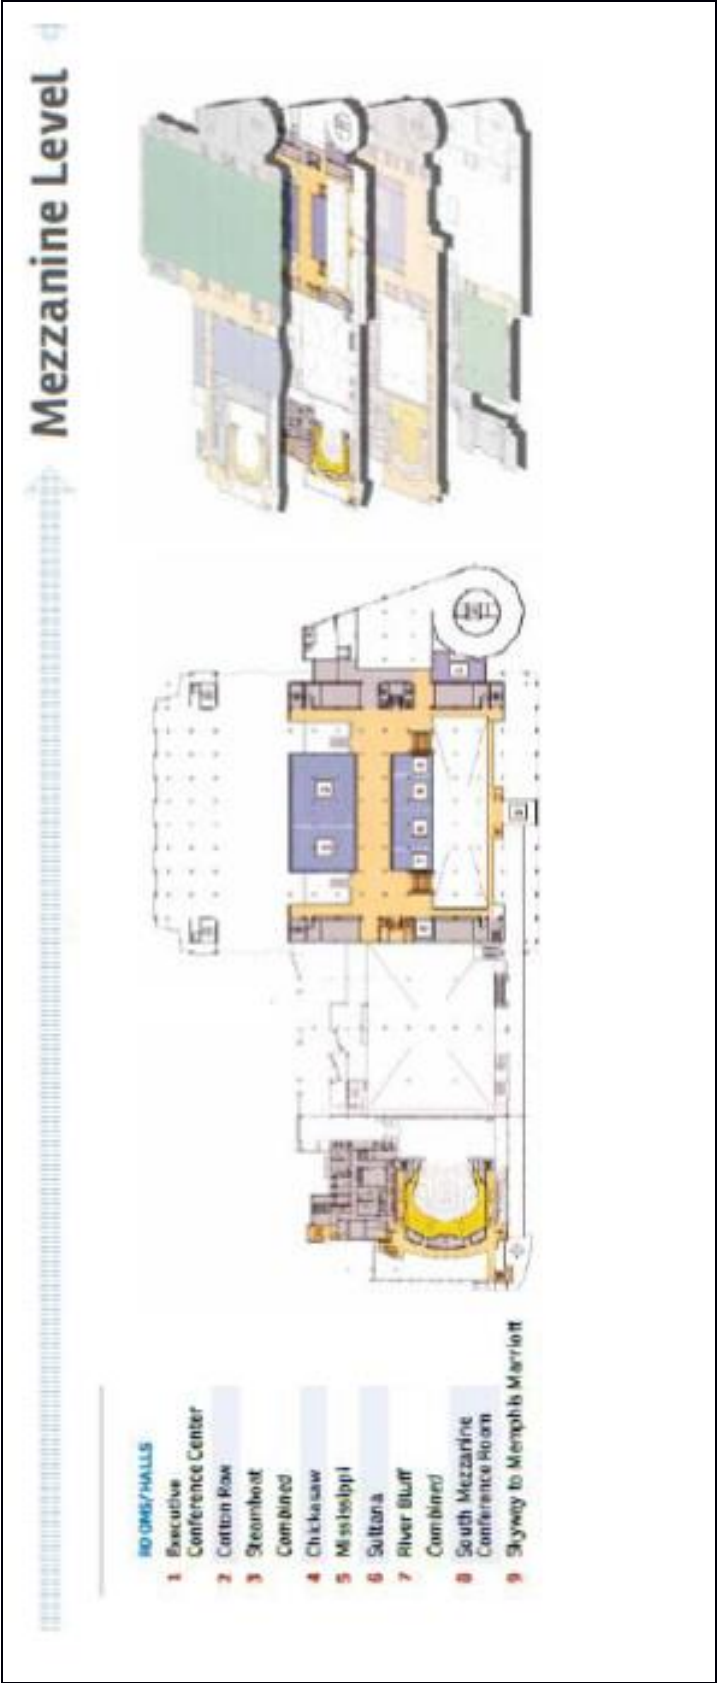 Mezzanine Level
ROOMS/HALLS
1 Executive
Conference Center
2 Cotton Row
3 Steamboat
Combined
4 Chickasaw
5 Mississippi
6 Sultana
7 River Bluff
Combined
8 South Mezzanine
Conference Room
9 Skyway to Memphis Marriott